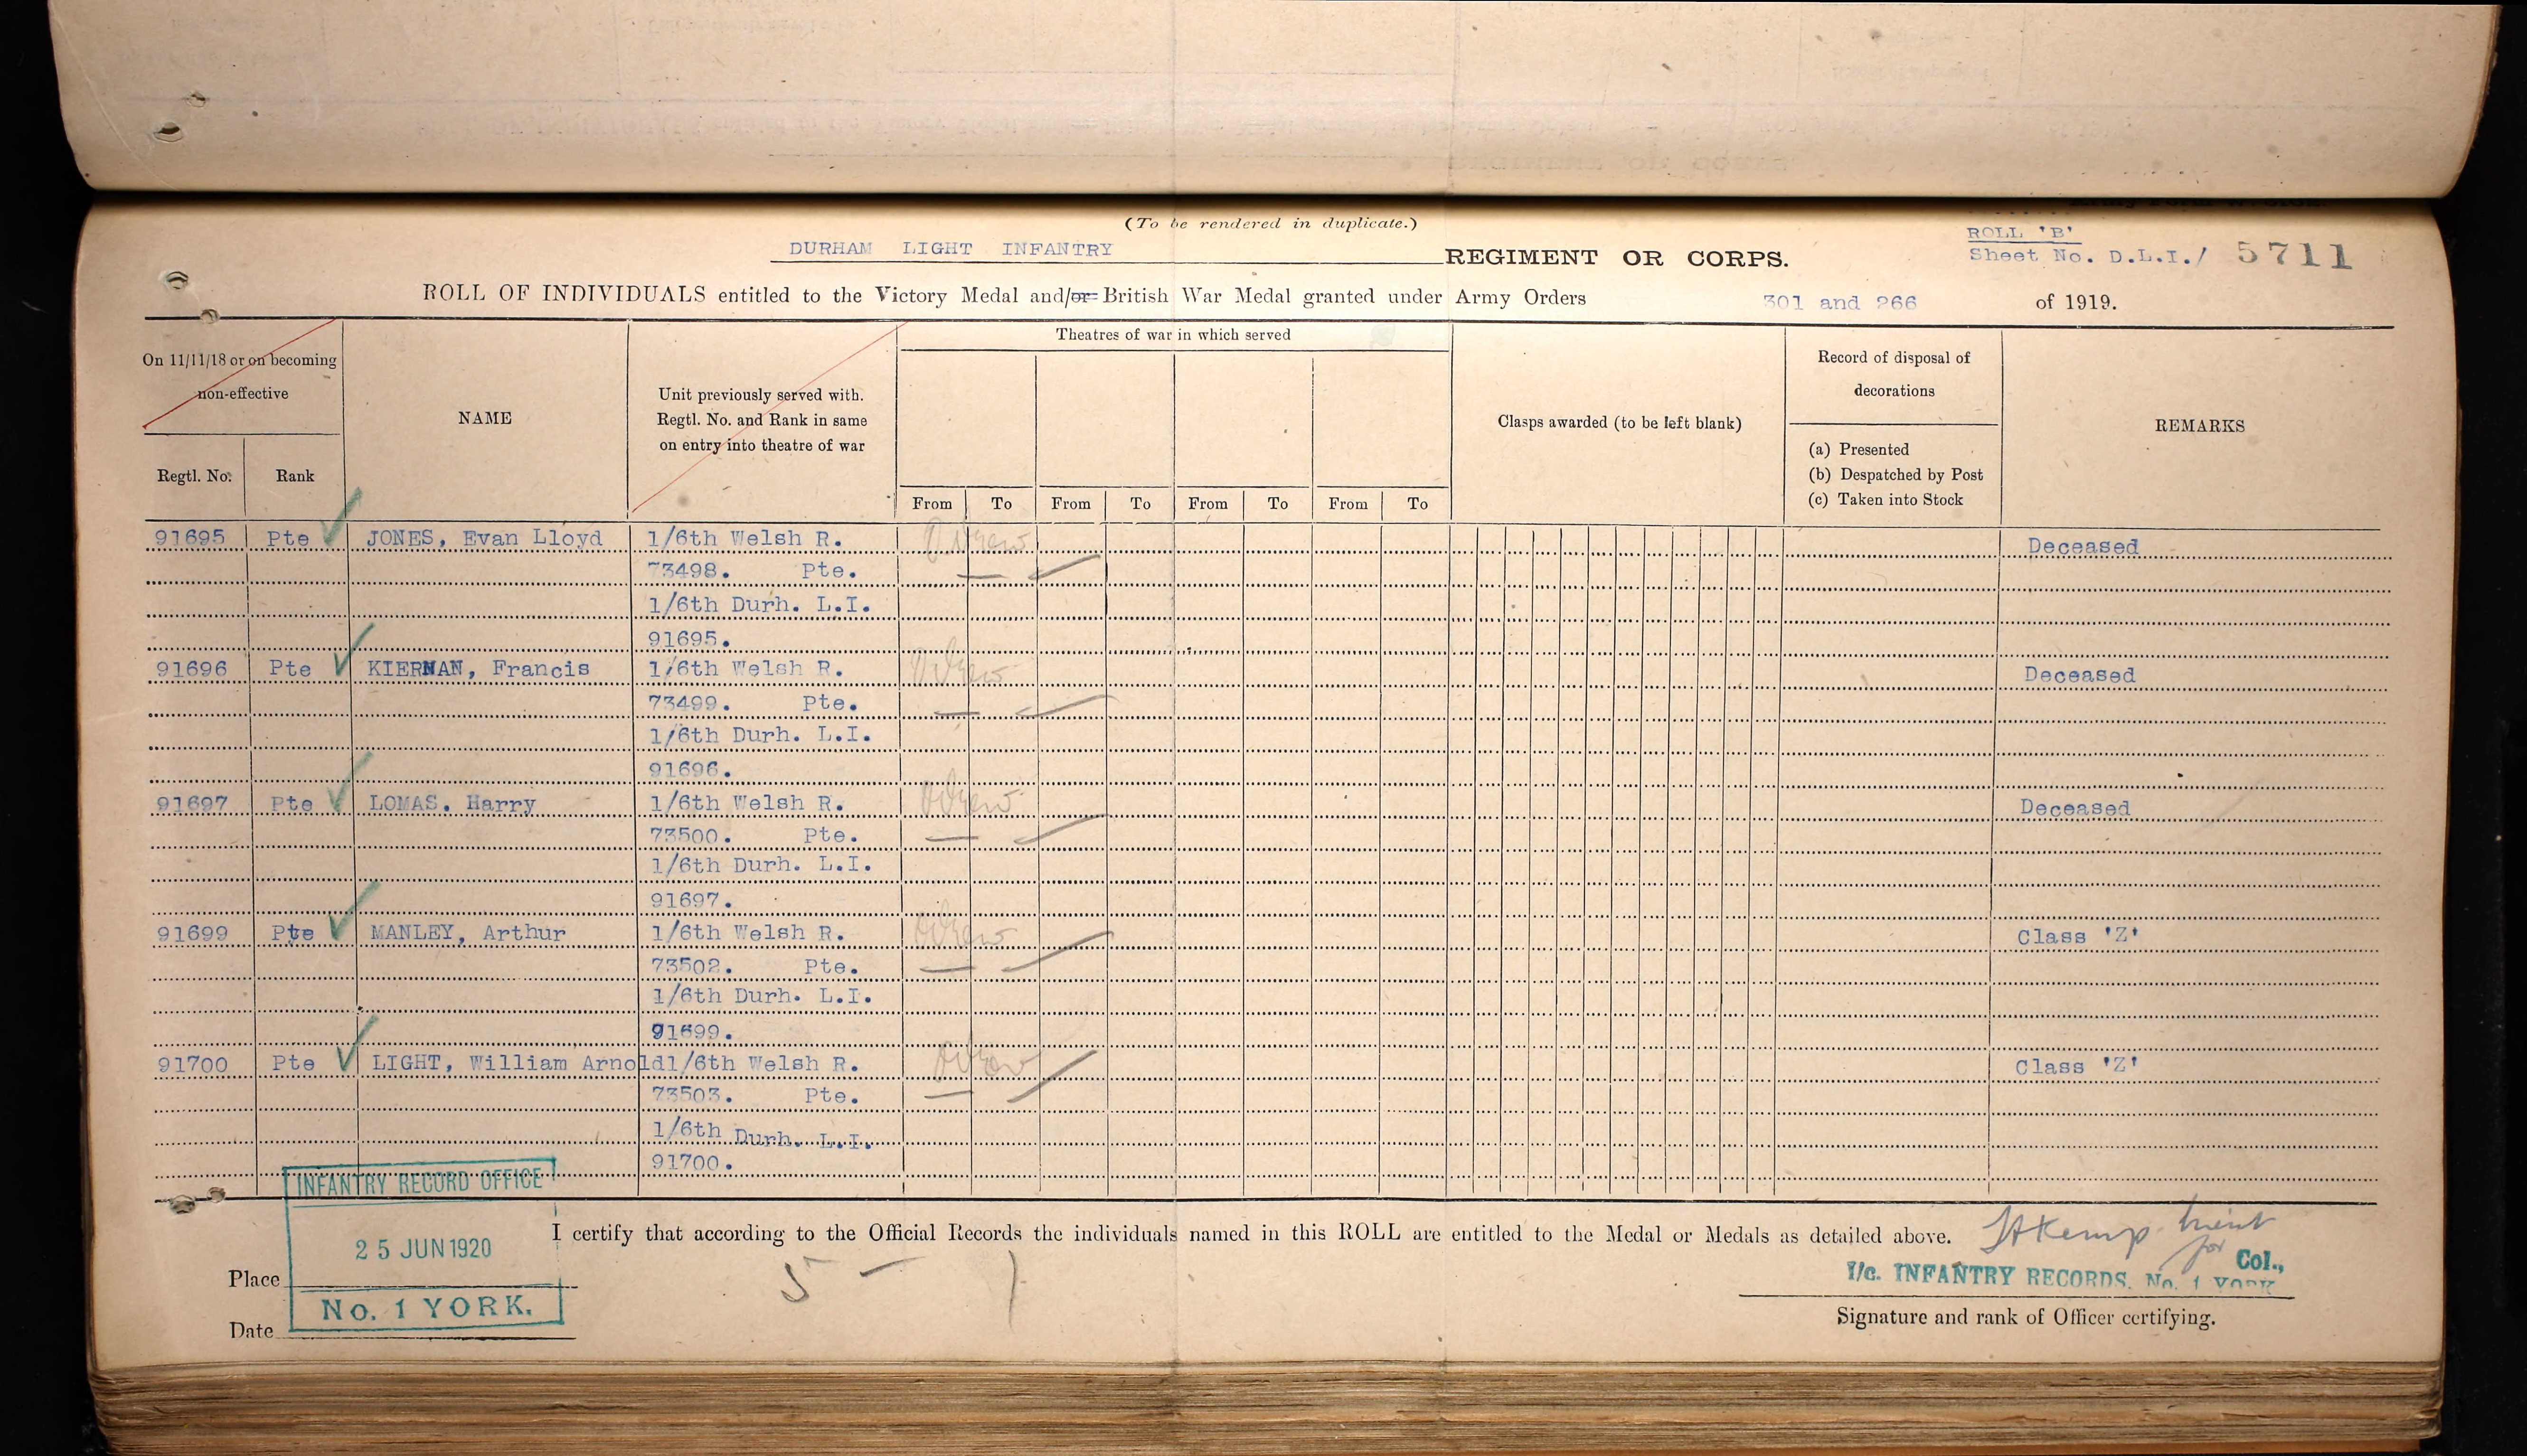 (To be rendered in duplicate.)
DURHAM LIGHT INFANTRY REGIMENT OR CORPS.
ROLL 'B'
Sheet No. D.L.I./ 5711
ROLL OF INDIVIDUALS entitled to the Victory Medal and/or British War Medal granted under Army Orders 301 and 266 of 1919.
On 11/11/18 or on becoming
non-effective
Regtl. No.
Rank
NAME
Unit previously served with.
Regtl. No. and Rank in same
on entry into theatre of war
Theatres of war in which served
From To From To From To From To
Clasps awarded (to be left blank)
Record of disposal of
decorations
(a) Presented
(b) Despatched by Post
(c) Taken into Stock
REMARKS
91695 Pte JONES, Evan Lloyd 1/6th Welsh R. Deceased
73498. Pte.
1/6th Durh. L.I.
91695.
91696 Pte KIERNAN, Francis 1/6th Welsh R. Deceased
73499. Pte.
1/6th Durh. L.I.
91696.
91697 Pte LOMAS. Harry 1/6th Welsh R. Deceased
73500. Pte.
1/6th Durh. L.I.
91697.
91699 Pte MANLEY, Arthur 1/6th Welsh R. Class 'Z'
73502. Pte.
1/6th Durh. L.I.
91699.
91700 Pte LIGHT, William Arnold 1/6th Welsh R. Class 'Z'
73503. Pte.
1/6th Durh. L.I.
91700.
INFANTRY RECORD OFFICE
25 JUN 1920
No. 1 YORK.
I certify that according to the Official Records the individuals named in this ROLL are entitled to the Medal or Medals as detailed above.
for Col.,
I/c. INFANTRY RECORDS. No. 1 YORK
Place
5 -
Date
Signature and rank of Officer certifying.